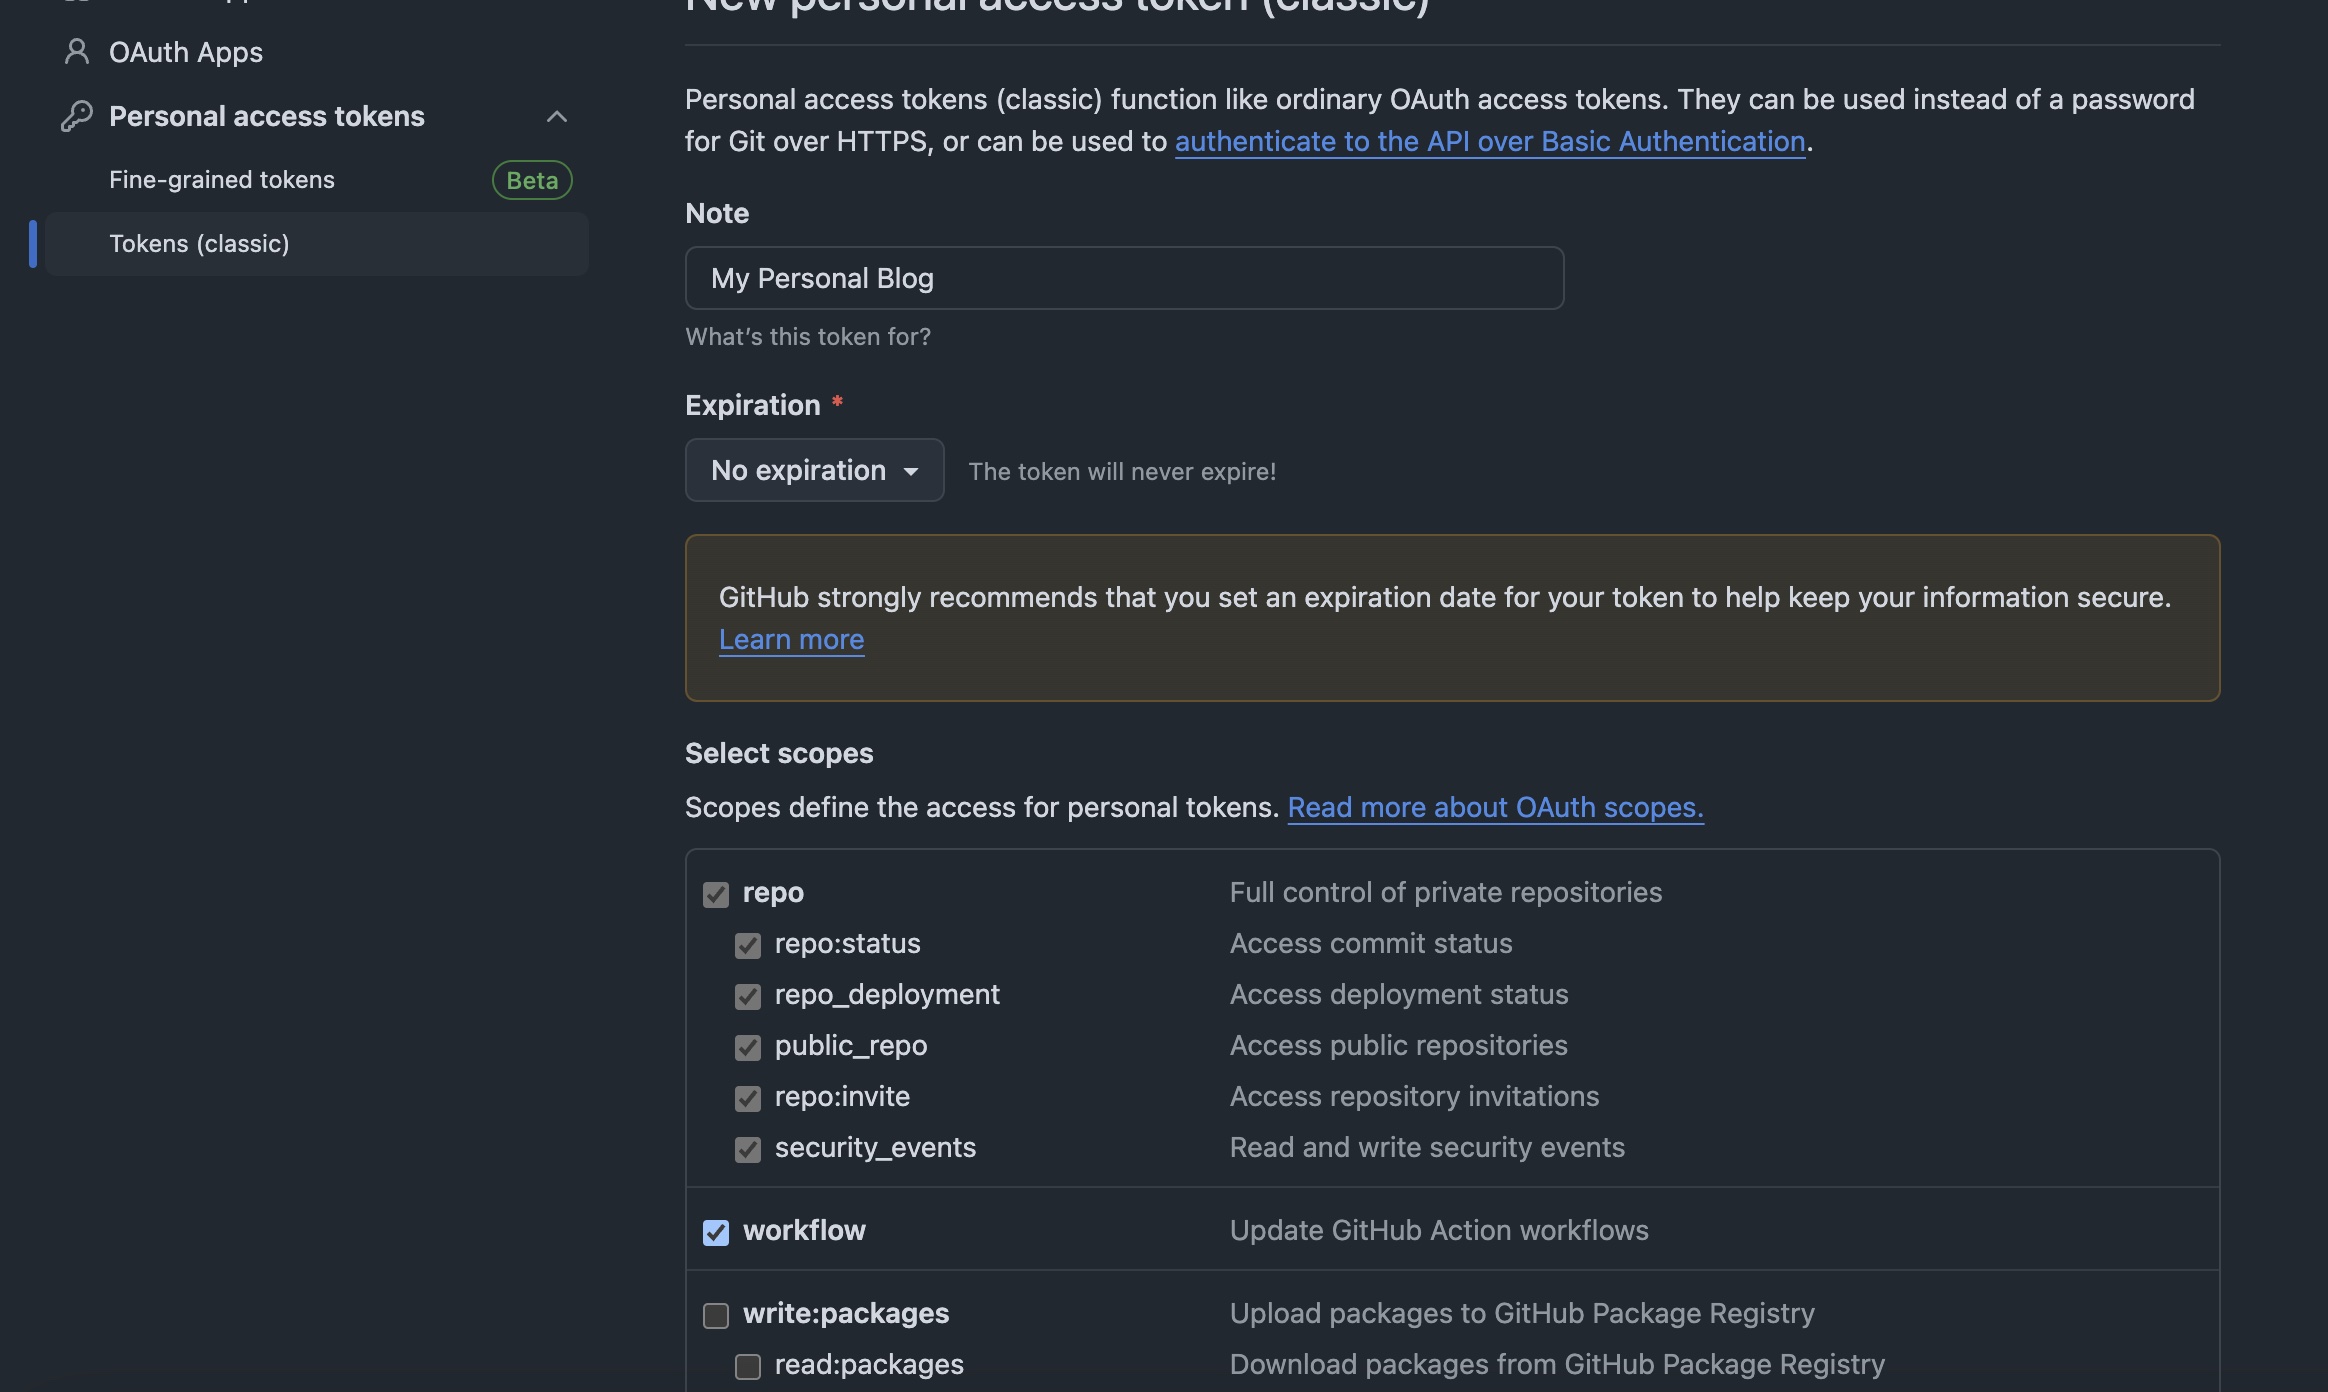 New personal access token (classic)
OAuth Apps
Personal access tokens
Fine-grained tokens Beta
Tokens (classic)
Personal access tokens (classic) function like ordinary OAuth access tokens. They can be used instead of a password
for Git over HTTPS, or can be used to authenticate to the API over Basic Authentication.
Note
My Personal Blog
What's this token for?
Expiration *
No expiration The token will never expire!
GitHub strongly recommends that you set an expiration date for your token to help keep your information secure.
Learn more
Select scopes
Scopes define the access for personal tokens. Read more about OAuth scopes.
repo Full control of private repositories
repo:status Access commit status
repo_deployment Access deployment status
public_repo Access public repositories
repo:invite Access repository invitations
security_events Read and write security events
workflow Update GitHub Action workflows
write:packages Upload packages to GitHub Package Registry
read:packages Download packages from GitHub Package Registry